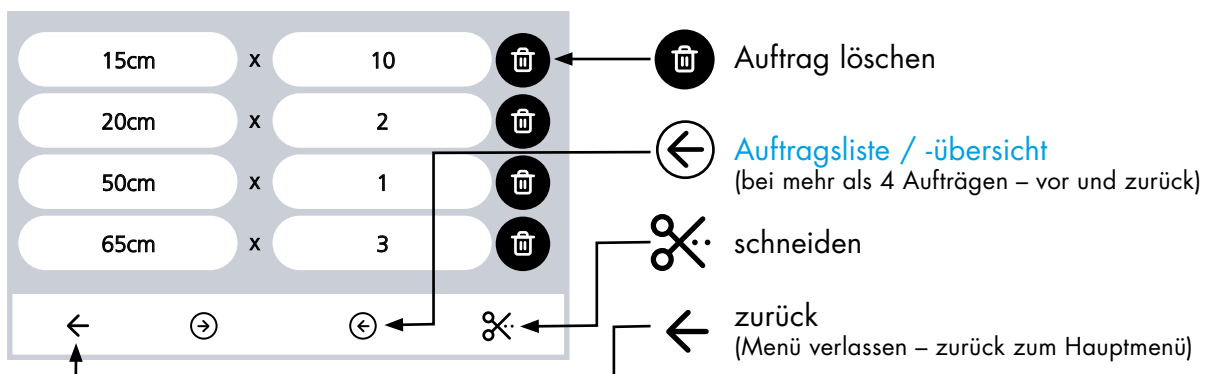 15cm x 10
Auftrag löschen
20cm x 2
Auftragsliste / -übersicht
(bei mehr als 4 Aufträgen – vor und zurück)
50cm x 1
65cm x 3
schneiden
zurück
(Menü verlassen – zurück zum Hauptmenü)